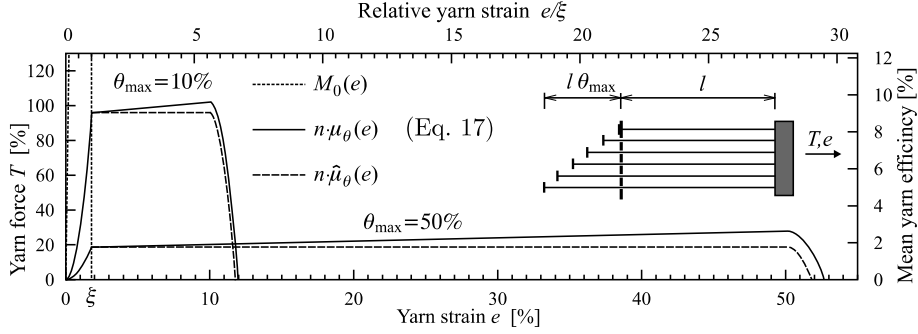 Relative yarn strain e/ξ
0 5 10 15 20 25 30
120
100
80
60
40
20
0
Yarn force T [%]
12
10
8
6
4
2
0
Mean yarn efficincy [%]
θmax=10%
M0(e)
n·μθ(e) (Eq. 17)
n·μ̂θ(e)
θmax=50%
l θmax l
T,e
0 ξ 10 20 30 40 50
Yarn strain e [%]